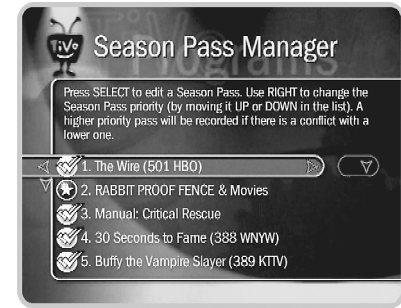 TiVo
Season Pass Manager
Press SELECT to edit a Season Pass. Use RIGHT to change the
Season Pass priority (by moving it UP or DOWN in the list). A
higher priority pass will be recorded if there is a conflict with a
lower one.
1. The Wire (501 HBO)
2. RABBIT PROOF FENCE & Movies
3. Manual: Critical Rescue
4. 30 Seconds to Fame (388 WNYW)
5. Buffy the Vampire Slayer (389 KTTV)